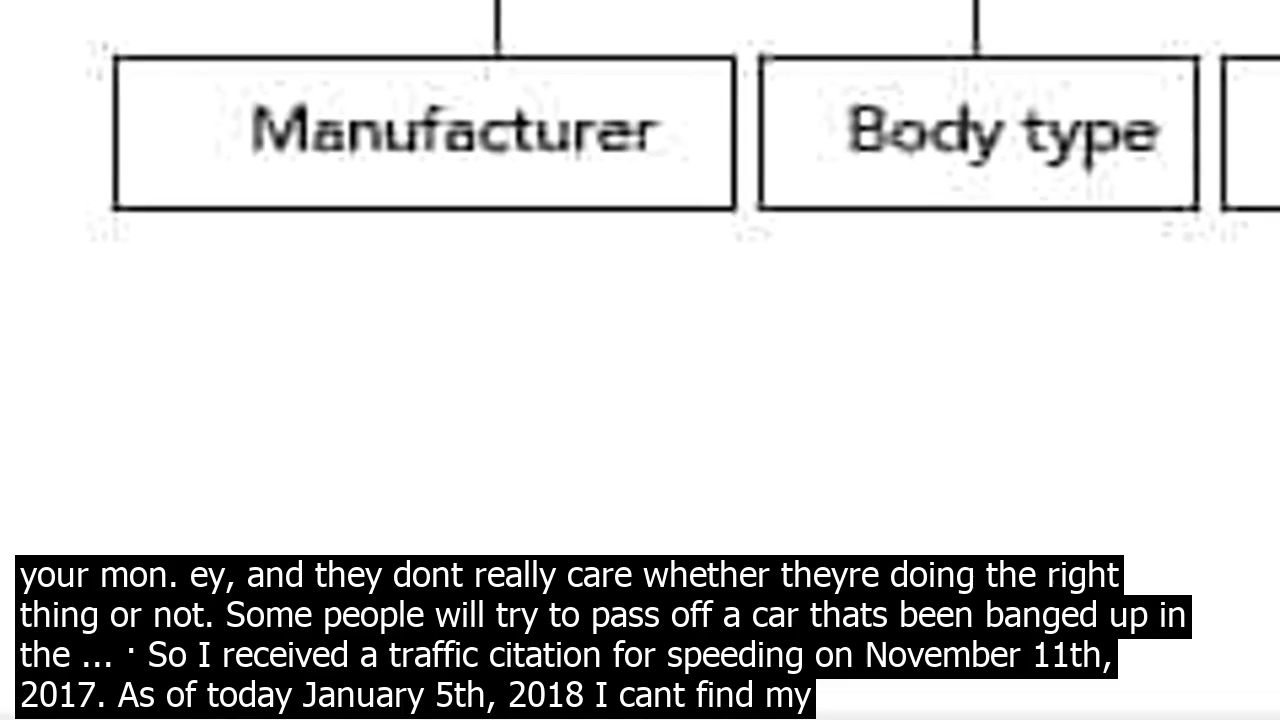 Manufacturer
Body type
your mon. ey, and they dont really care whether theyre doing the right
thing or not. Some people will try to pass off a car thats been banged up in
the ... · So I received a traffic citation for speeding on November 11th,
2017. As of today January 5th, 2018 I cant find my